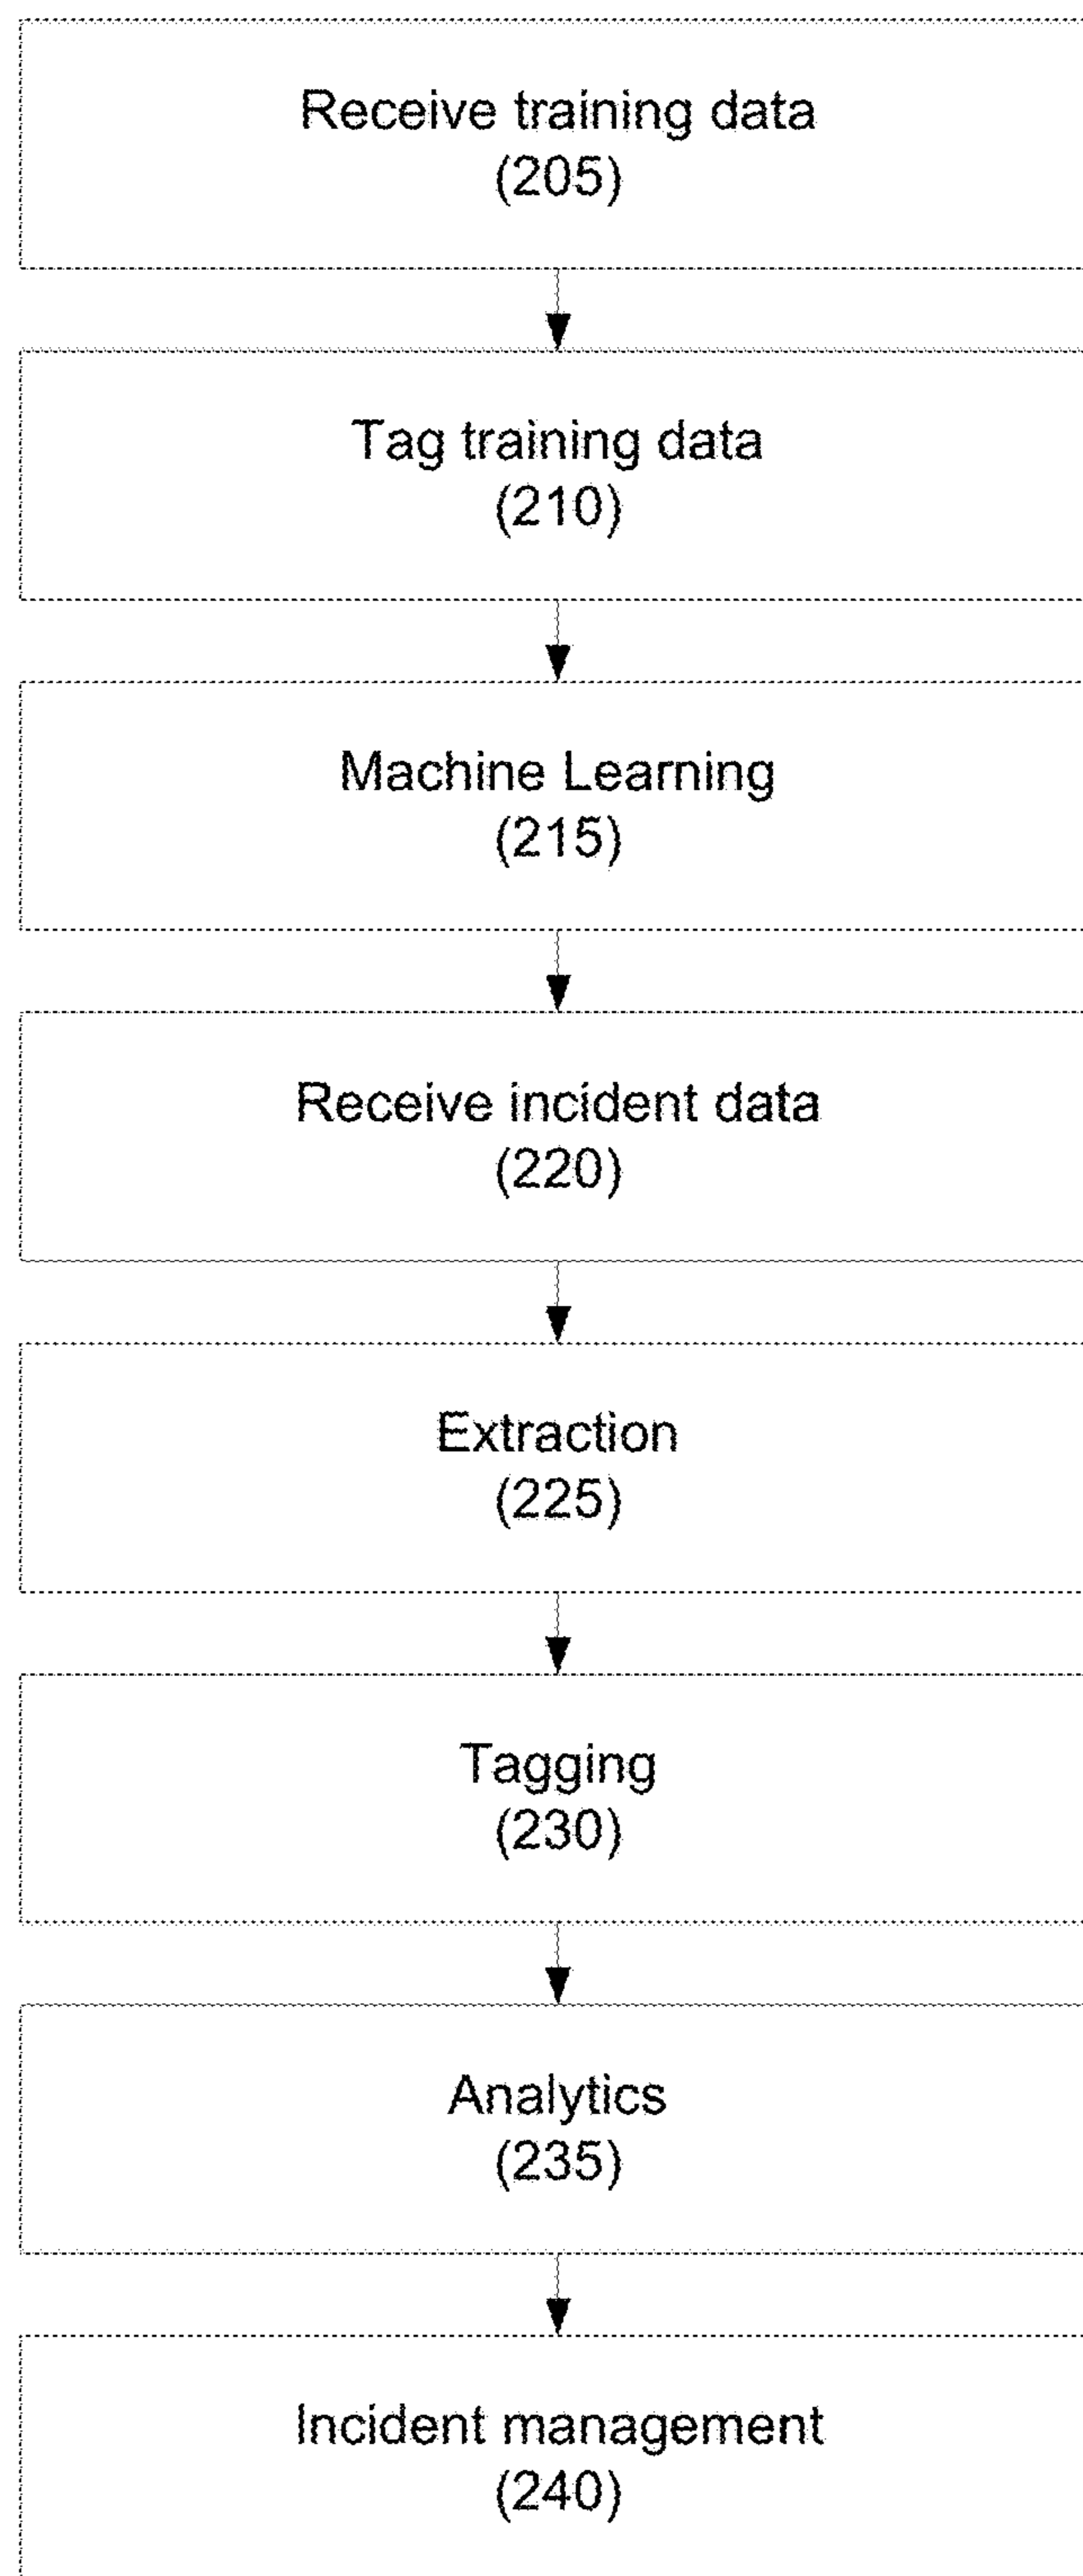 Receive training data
(205)
Tag training data
(210)
Machine Learning
(215)
Receive incident data
(220)
Extraction
(225)
Tagging
(230)
Analytics
(235)
Incident management
(240)